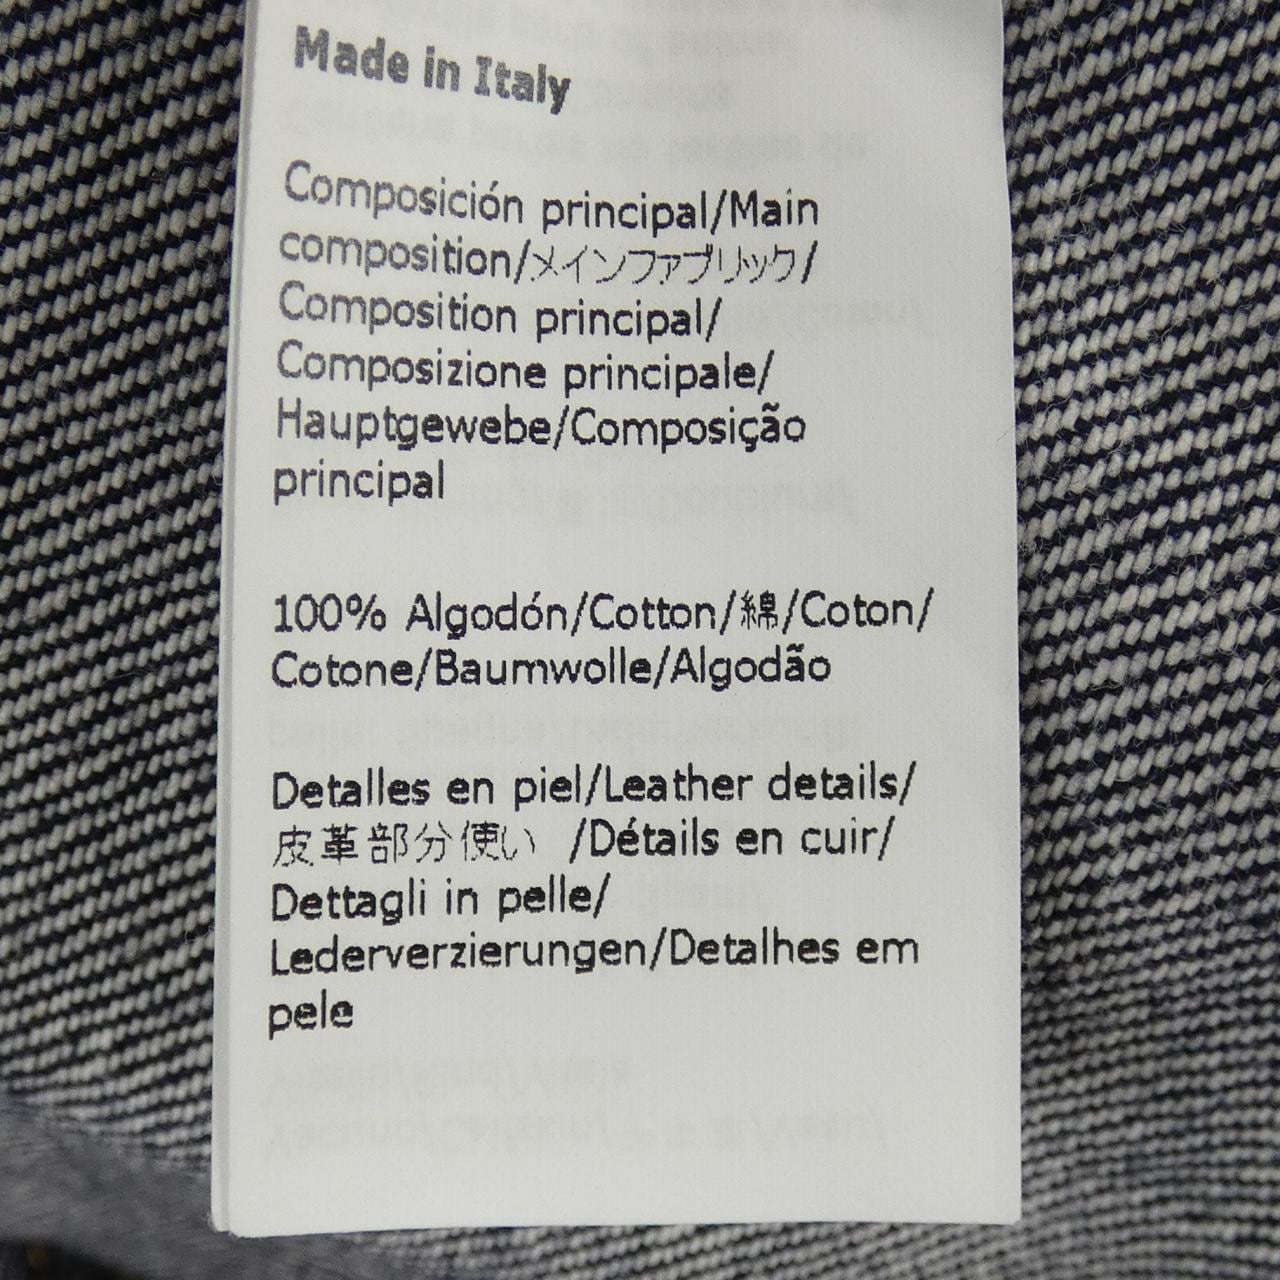 Made in Italy
Composición principal/Main
composition/メインファブリック/
Composition principal/
Composizione principale/
Hauptgewebe/Composição
principal
100% Algodón/Cotton/綿/Coton/
Cotone/Baumwolle/Algodão
Detalles en piel/Leather details/
皮革部分使い /Détails en cuir/
Dettagli in pelle/
Lederverzierungen/Detalhes em
pele